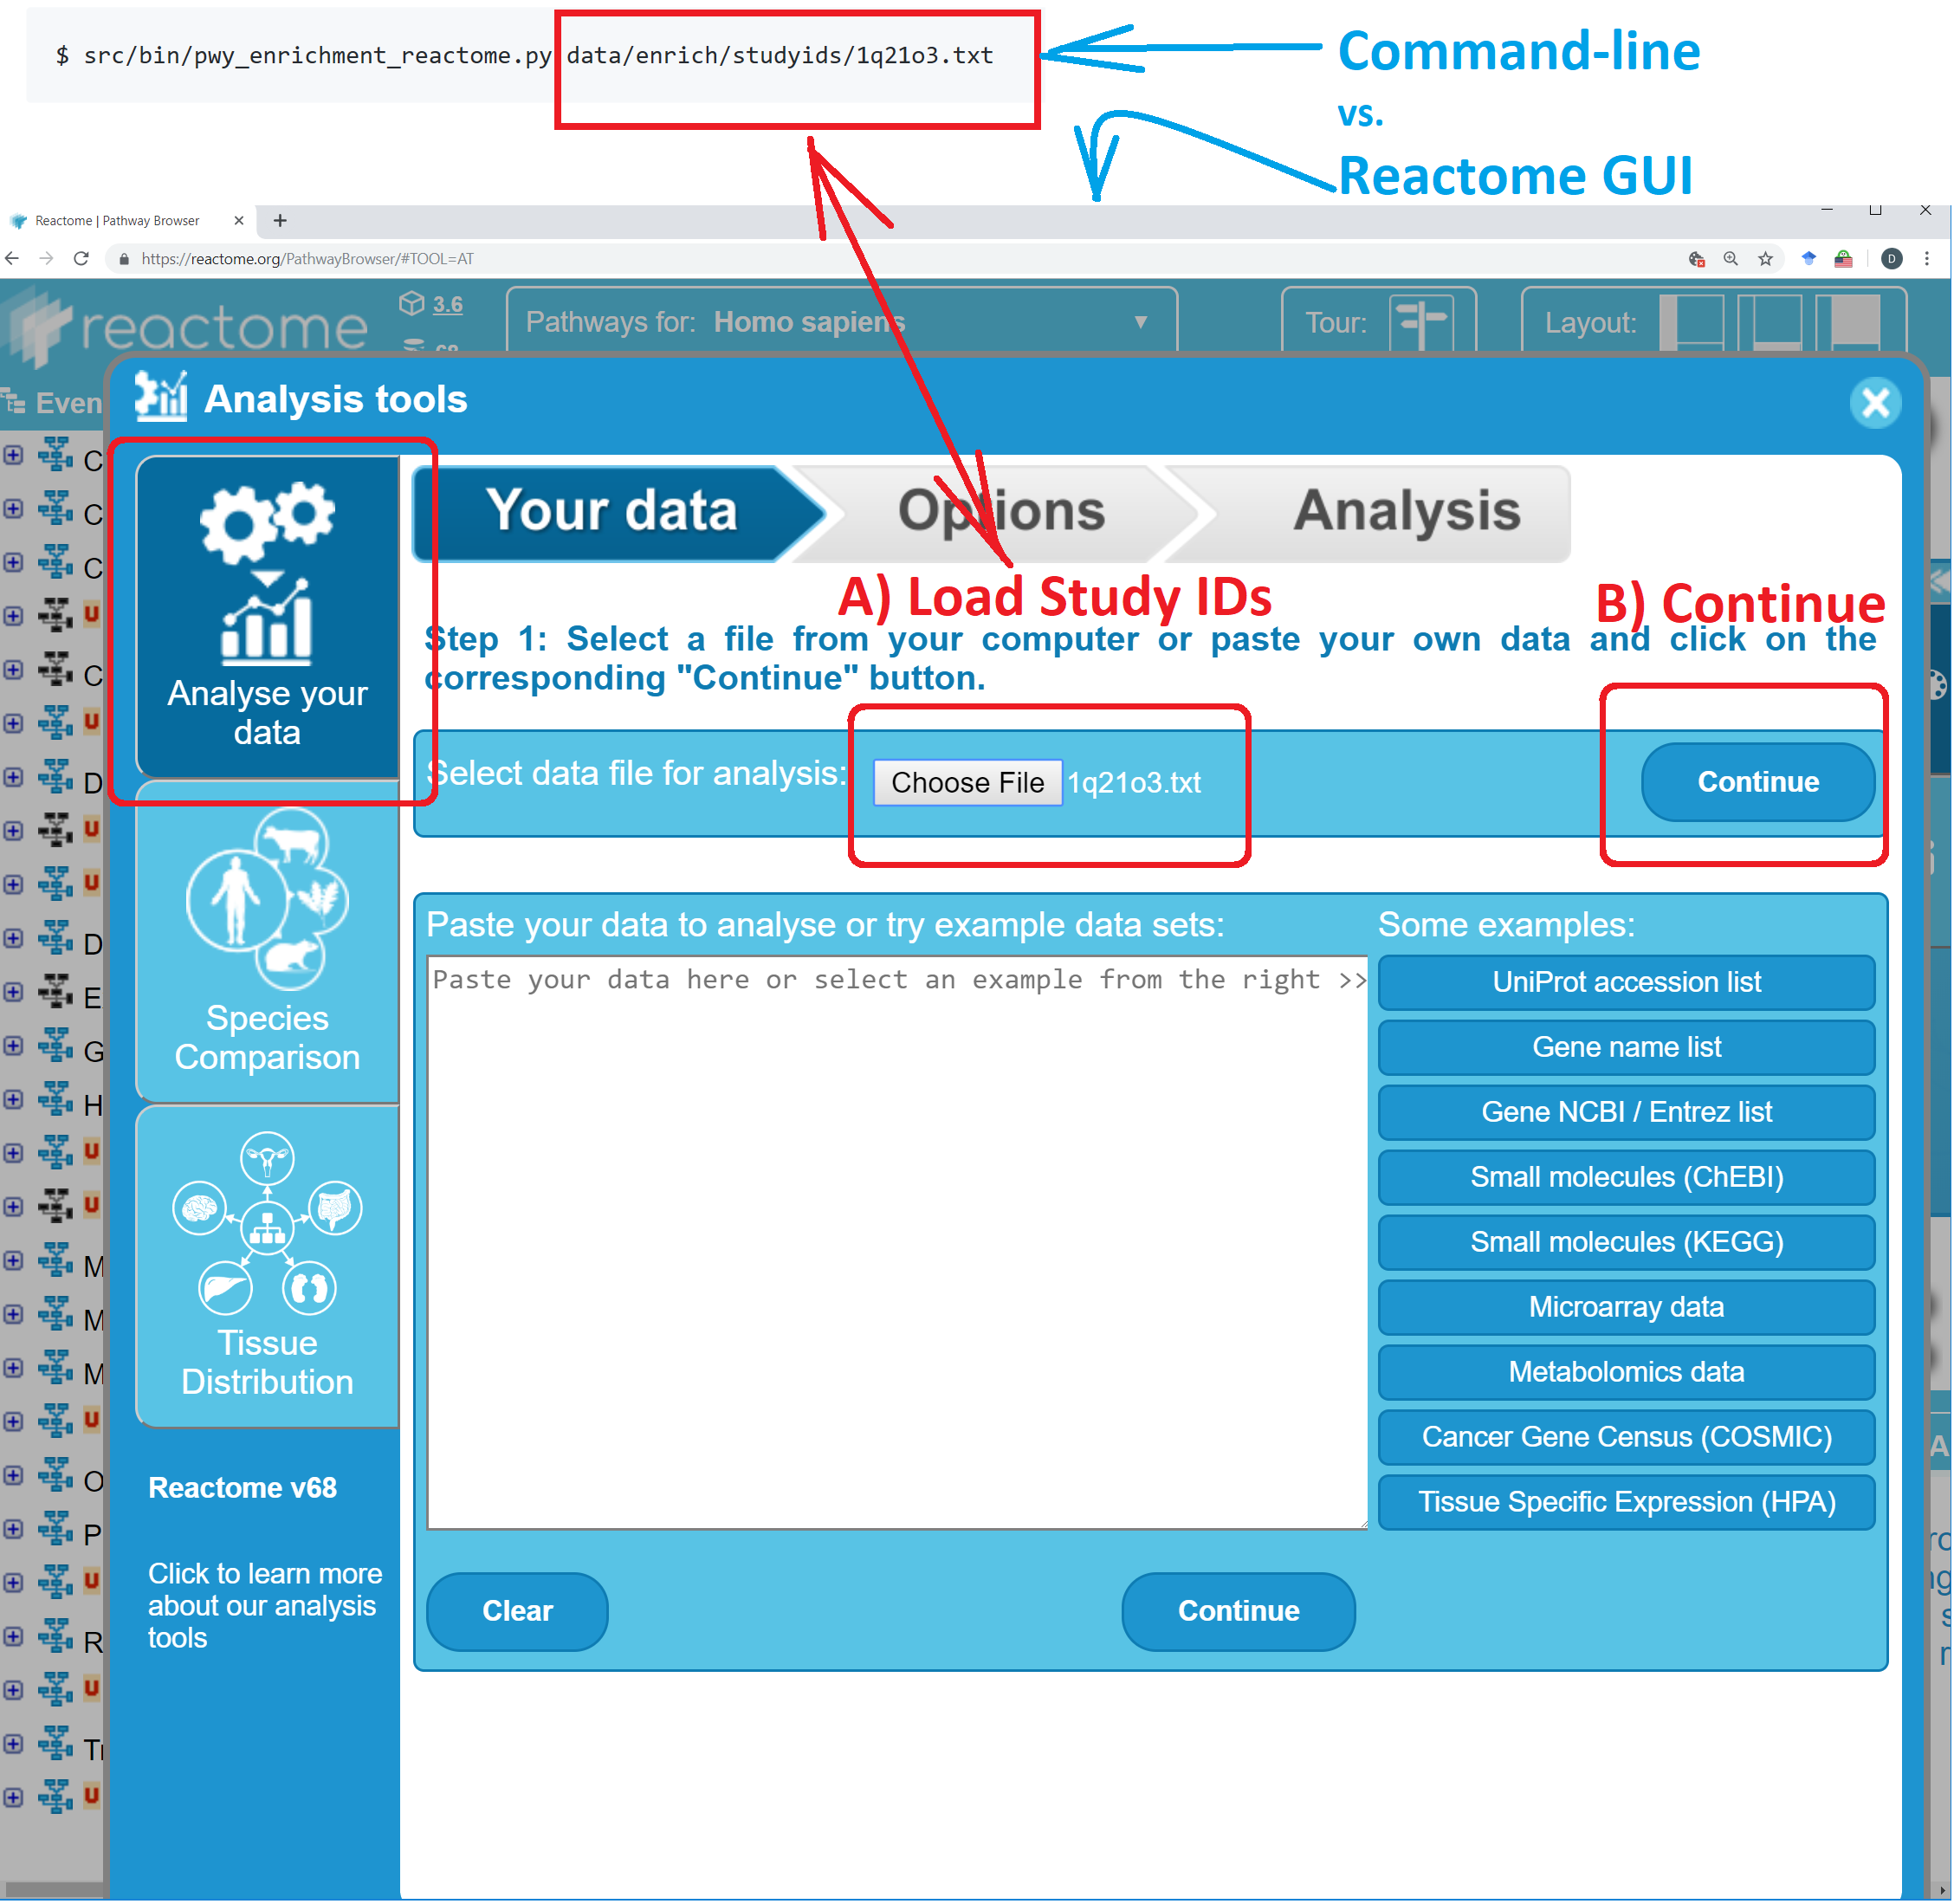 $ src/bin/pwy_enrichment_reactome.py data/enrich/studyids/1q21o3.txt
Command-line
vs.
Reactome GUI
Reactome | Pathway Browser
https://reactome.org/PathwayBrowser/#TOOL=AT
D
reactome
3.6
68
Pathways for: Homo sapiens
Tour:
Layout:
Even
Analysis tools
Your data
Options
Analysis
A) Load Study IDs
B) Continue
Step 1: Select a file from your computer or paste your own data and click on the
corresponding "Continue" button.
Select data file for analysis:
Choose File
1q21o3.txt
Continue
Analyse your
data
Species
Comparison
Tissue
Distribution
Reactome v68
Click to learn more
about our analysis
tools
Paste your data to analyse or try example data sets:
Paste your data here or select an example from the right >>
Some examples:
UniProt accession list
Gene name list
Gene NCBI / Entrez list
Small molecules (ChEBI)
Small molecules (KEGG)
Microarray data
Metabolomics data
Cancer Gene Census (COSMIC)
Tissue Specific Expression (HPA)
Clear
Continue
C
C
C
U
C
U
D
U
U
D
E
G
H
U
U
M
M
M
U
O
P
U
R
U
Tr
U